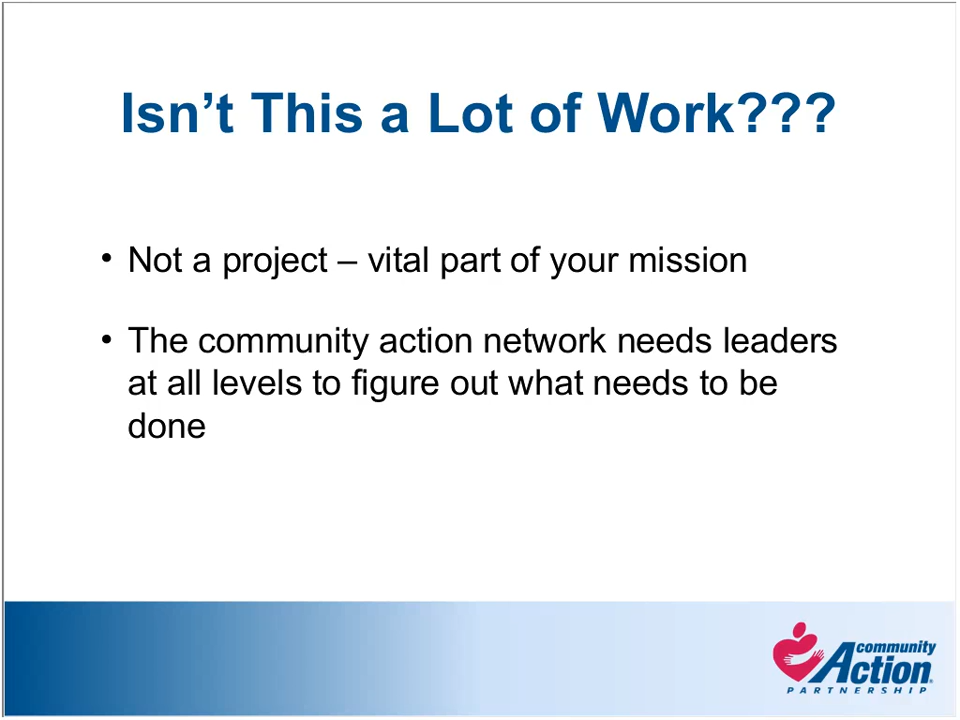 Isn’t This a Lot of Work???
• Not a project – vital part of your mission
• The community action network needs leaders
at all levels to figure out what needs to be
done
community
Action®
PARTNERSHIP